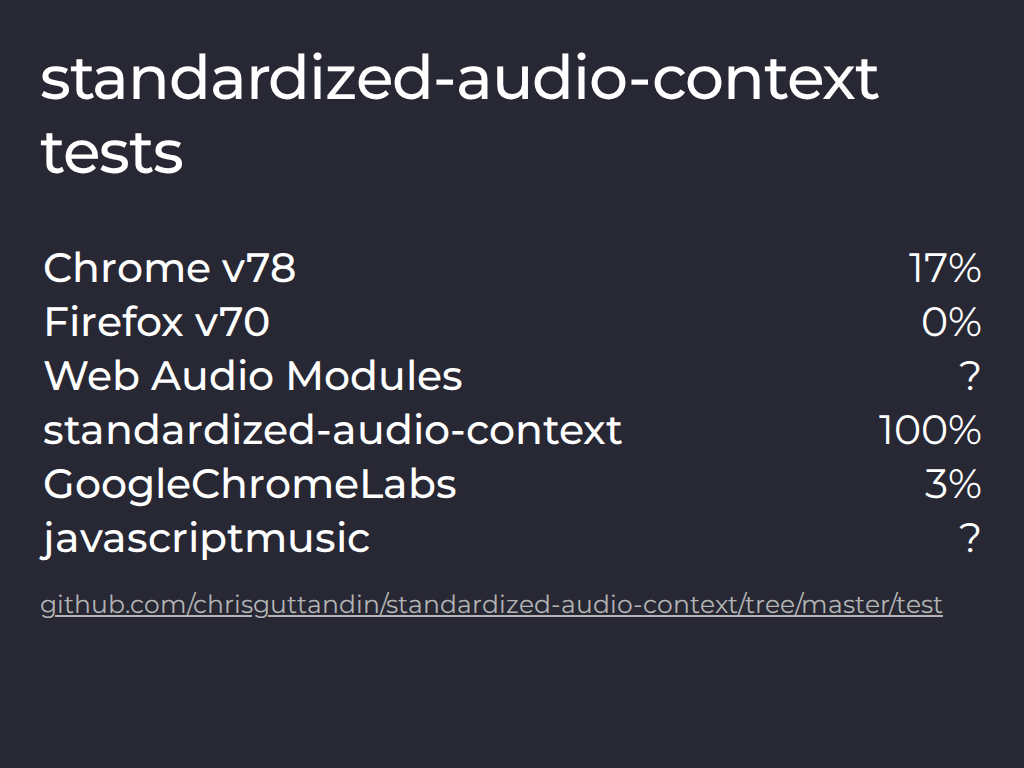 standardized-audio-context
tests
Chrome v78 17%
Firefox v70 0%
Web Audio Modules ?
standardized-audio-context 100%
GoogleChromeLabs 3%
javascriptmusic ?
github.com/chrisguttandin/standardized-audio-context/tree/master/test